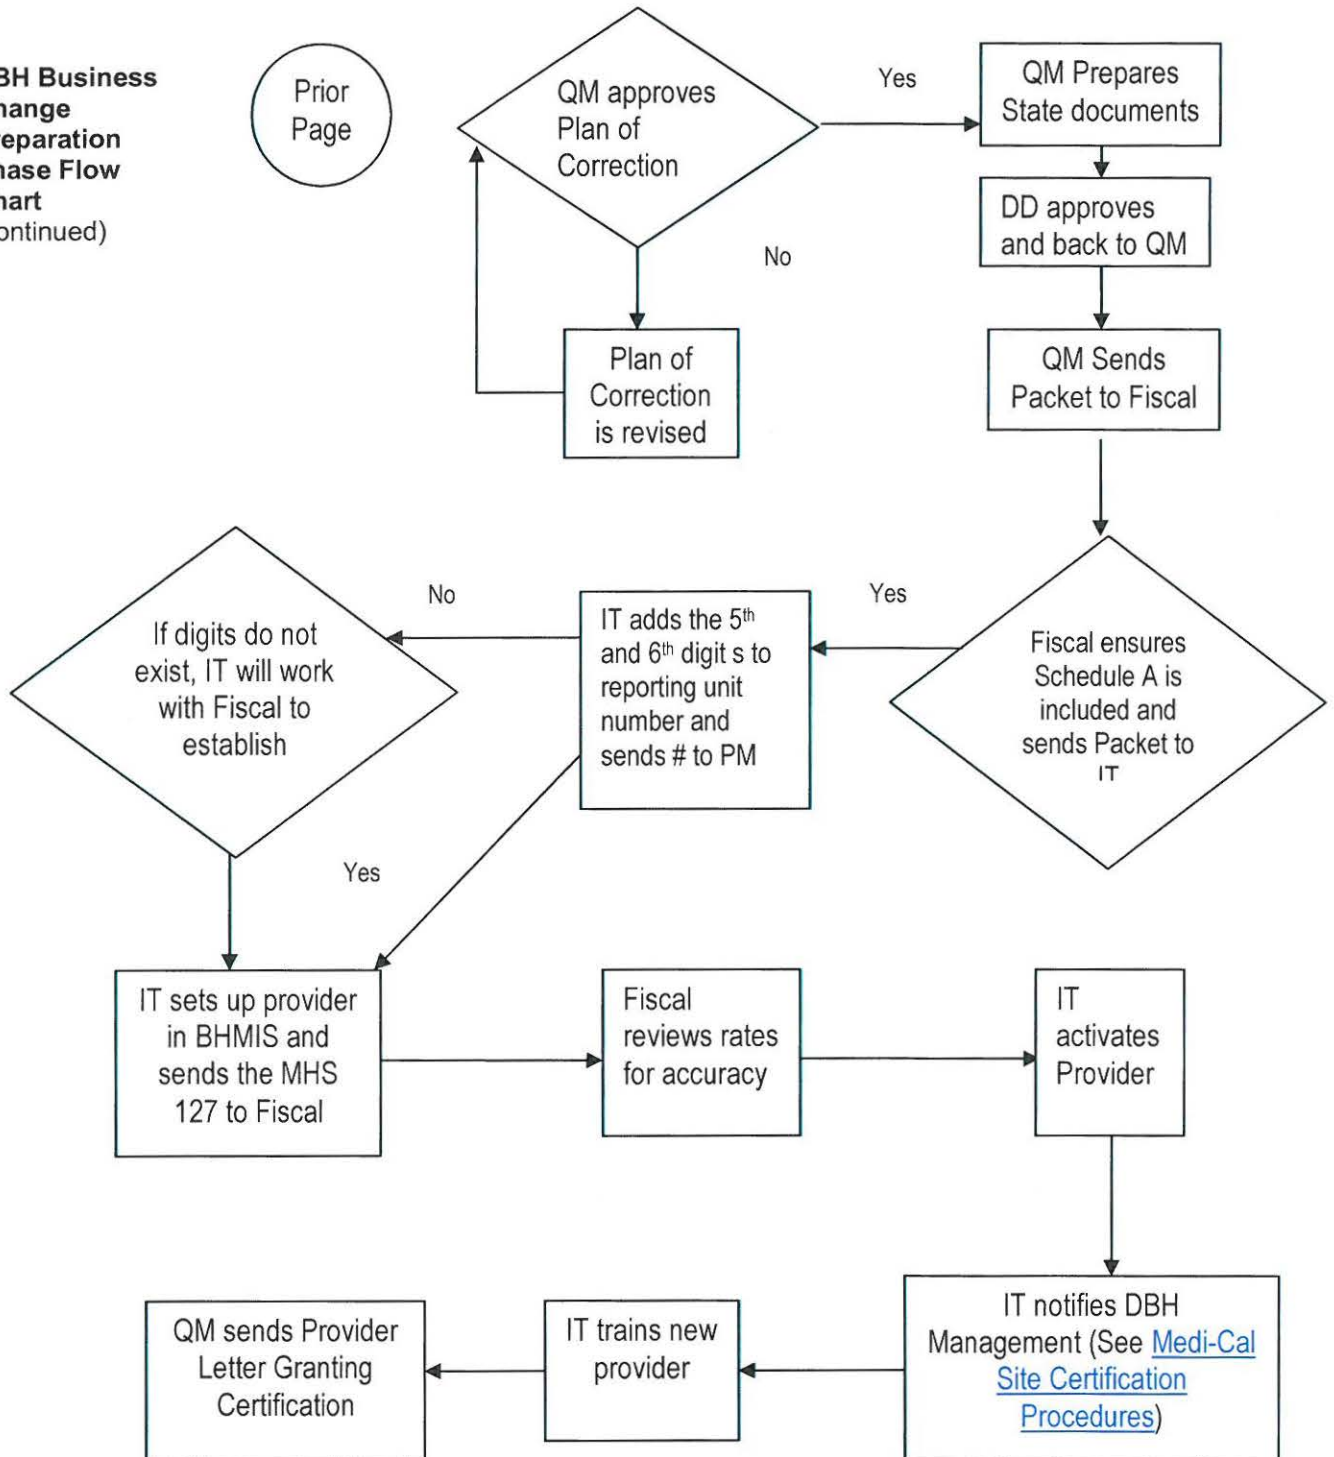 BH Business
hange
reparation
hase Flow
hart
ontinued)
Prior
Page
QM approves
Plan of
Correction
Yes
QM Prepares
State documents
DD approves
and back to QM
No
Plan of
Correction
is revised
QM Sends
Packet to Fiscal
If digits do not
exist, IT will work
with Fiscal to
establish
No
IT adds the 5th
and 6th digit s to
reporting unit
number and
sends # to PM
Yes
Fiscal ensures
Schedule A is
included and
sends Packet to
IT
Yes
IT sets up provider
in BHMIS and
sends the MHS
127 to Fiscal
Fiscal
reviews rates
for accuracy
IT
activates
Provider
QM sends Provider
Letter Granting
Certification
IT trains new
provider
IT notifies DBH
Management (See Medi-Cal
Site Certification
Procedures)